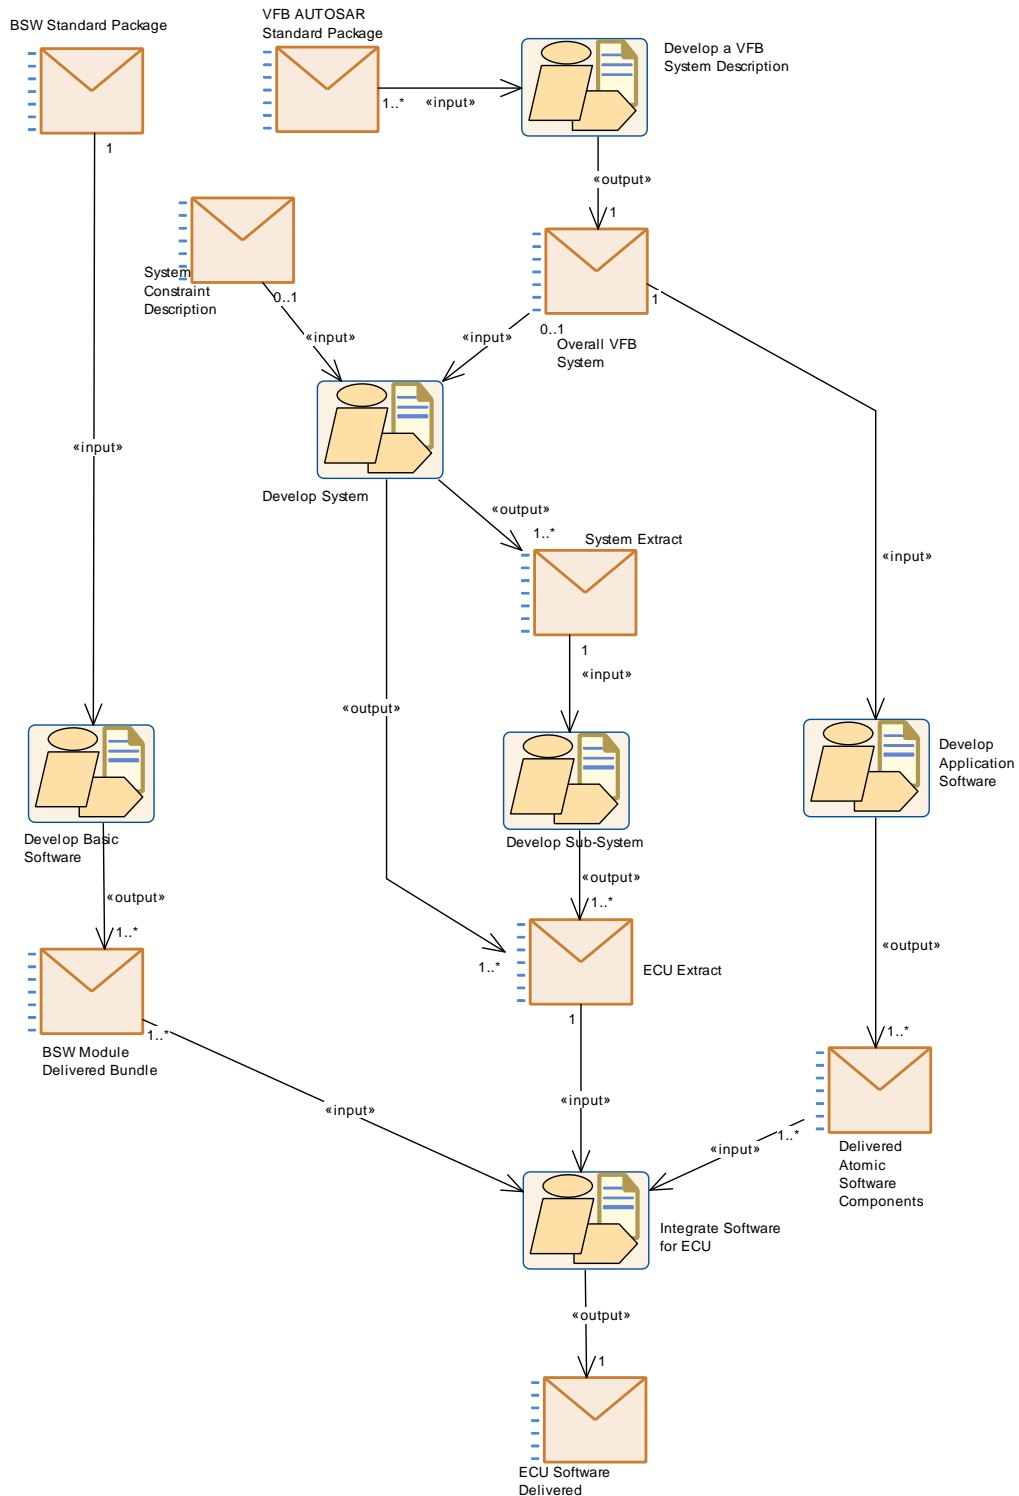 BSW Standard Package
VFB AUTOSAR
Standard Package
Develop a VFB
System Description
1..*
«input»
1
«output»
1
System
Constraint
Description
0..1
1
0..1
Overall VFB
System
«input»
«input»
«input»
Develop System
«output»
1..*
System Extract
«input»
1
«input»
«output»
Develop
Application
Software
Develop Basic
Software
Develop Sub-System
«output»
«output»
1..*
1..*
«output»
1..*
ECU Extract
1
1..*
1..*
BSW Module
Delivered Bundle
«input»
«input»
1..*
«input»
Delivered
Atomic
Software
Components
Integrate Software
for ECU
«output»
1
ECU Software
Delivered